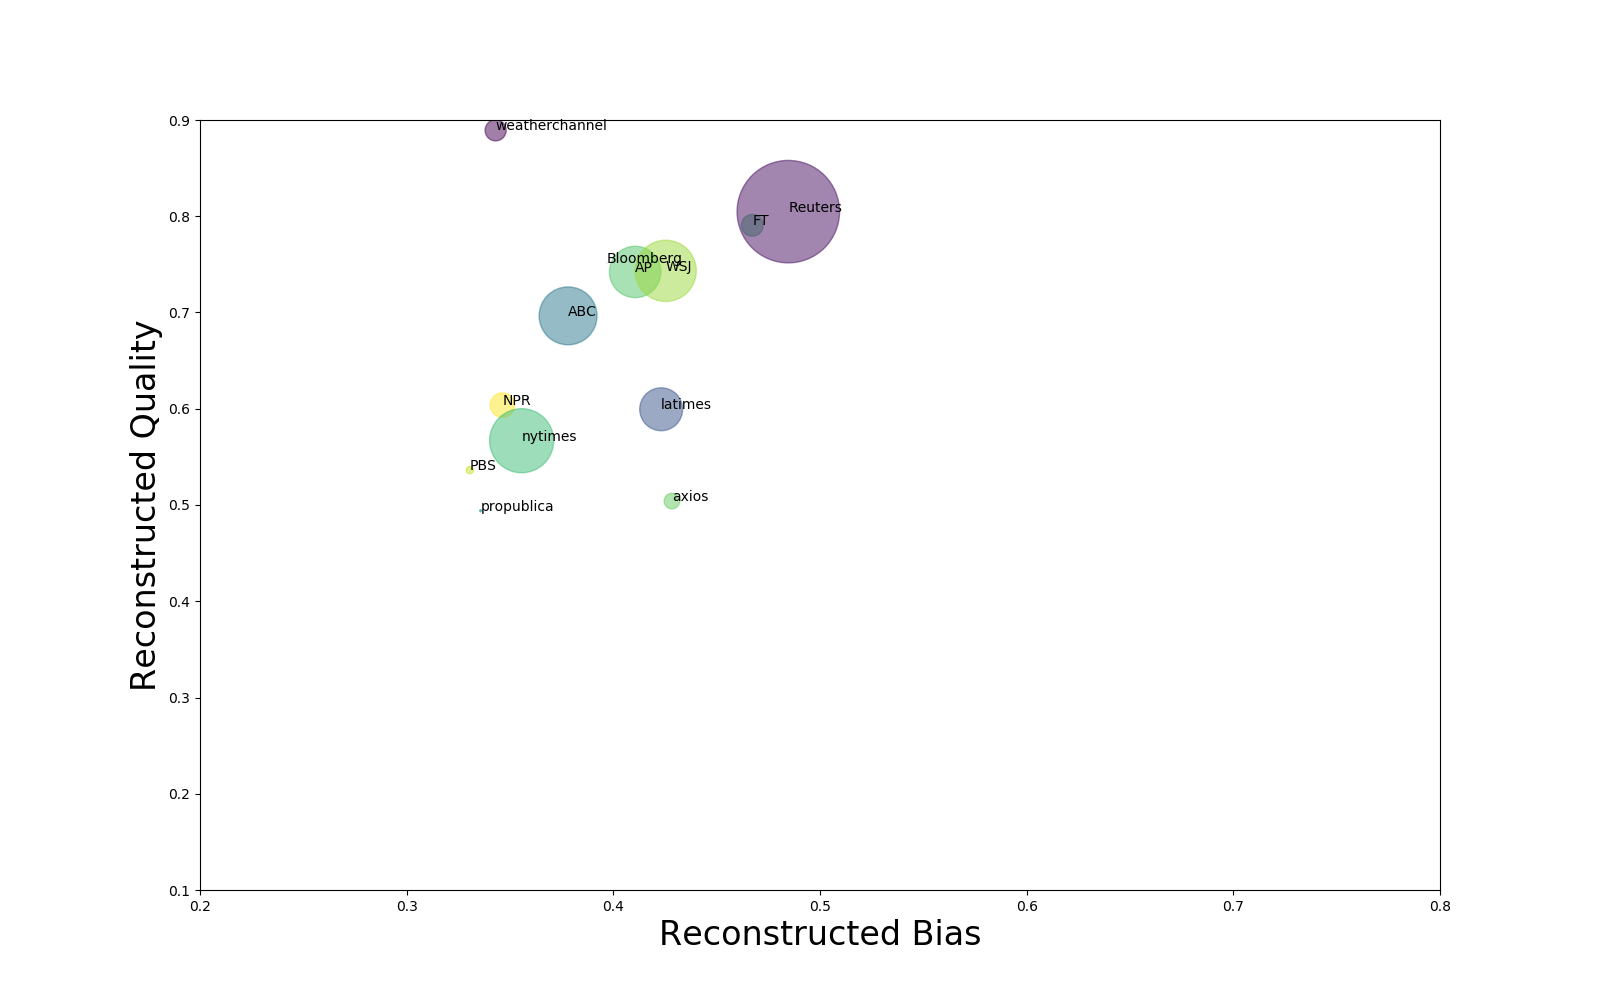 0.9
weatherchannel
Reuters
0.8
FT
Bloomberg
AP
WSJ
0.7
ABC
NPR
latimes
0.6
nytimes
PBS
axios
0.5
propublica
0.4
0.3
0.2
0.1
Reconstructed Quality
0.2 0.3 0.4 0.5 0.6 0.7 0.8
Reconstructed Bias